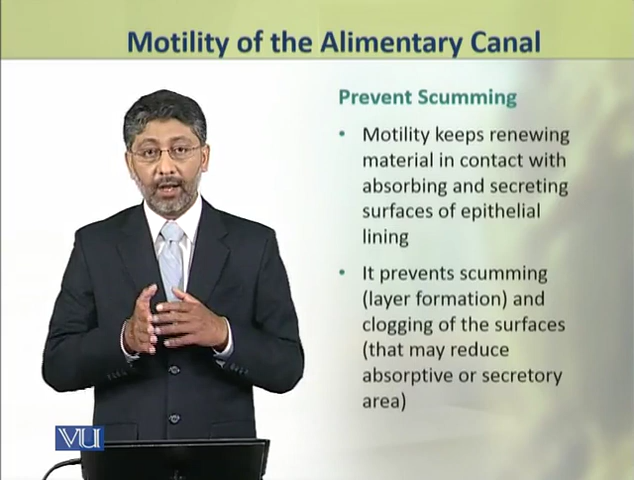 Motility of the Alimentary Canal
Prevent Scumming
• Motility keeps renewing
material in contact with
absorbing and secreting
surfaces of epithelial
lining
• It prevents scumming
(layer formation) and
clogging of the surfaces
(that may reduce
absorptive or secretory
area)
VU